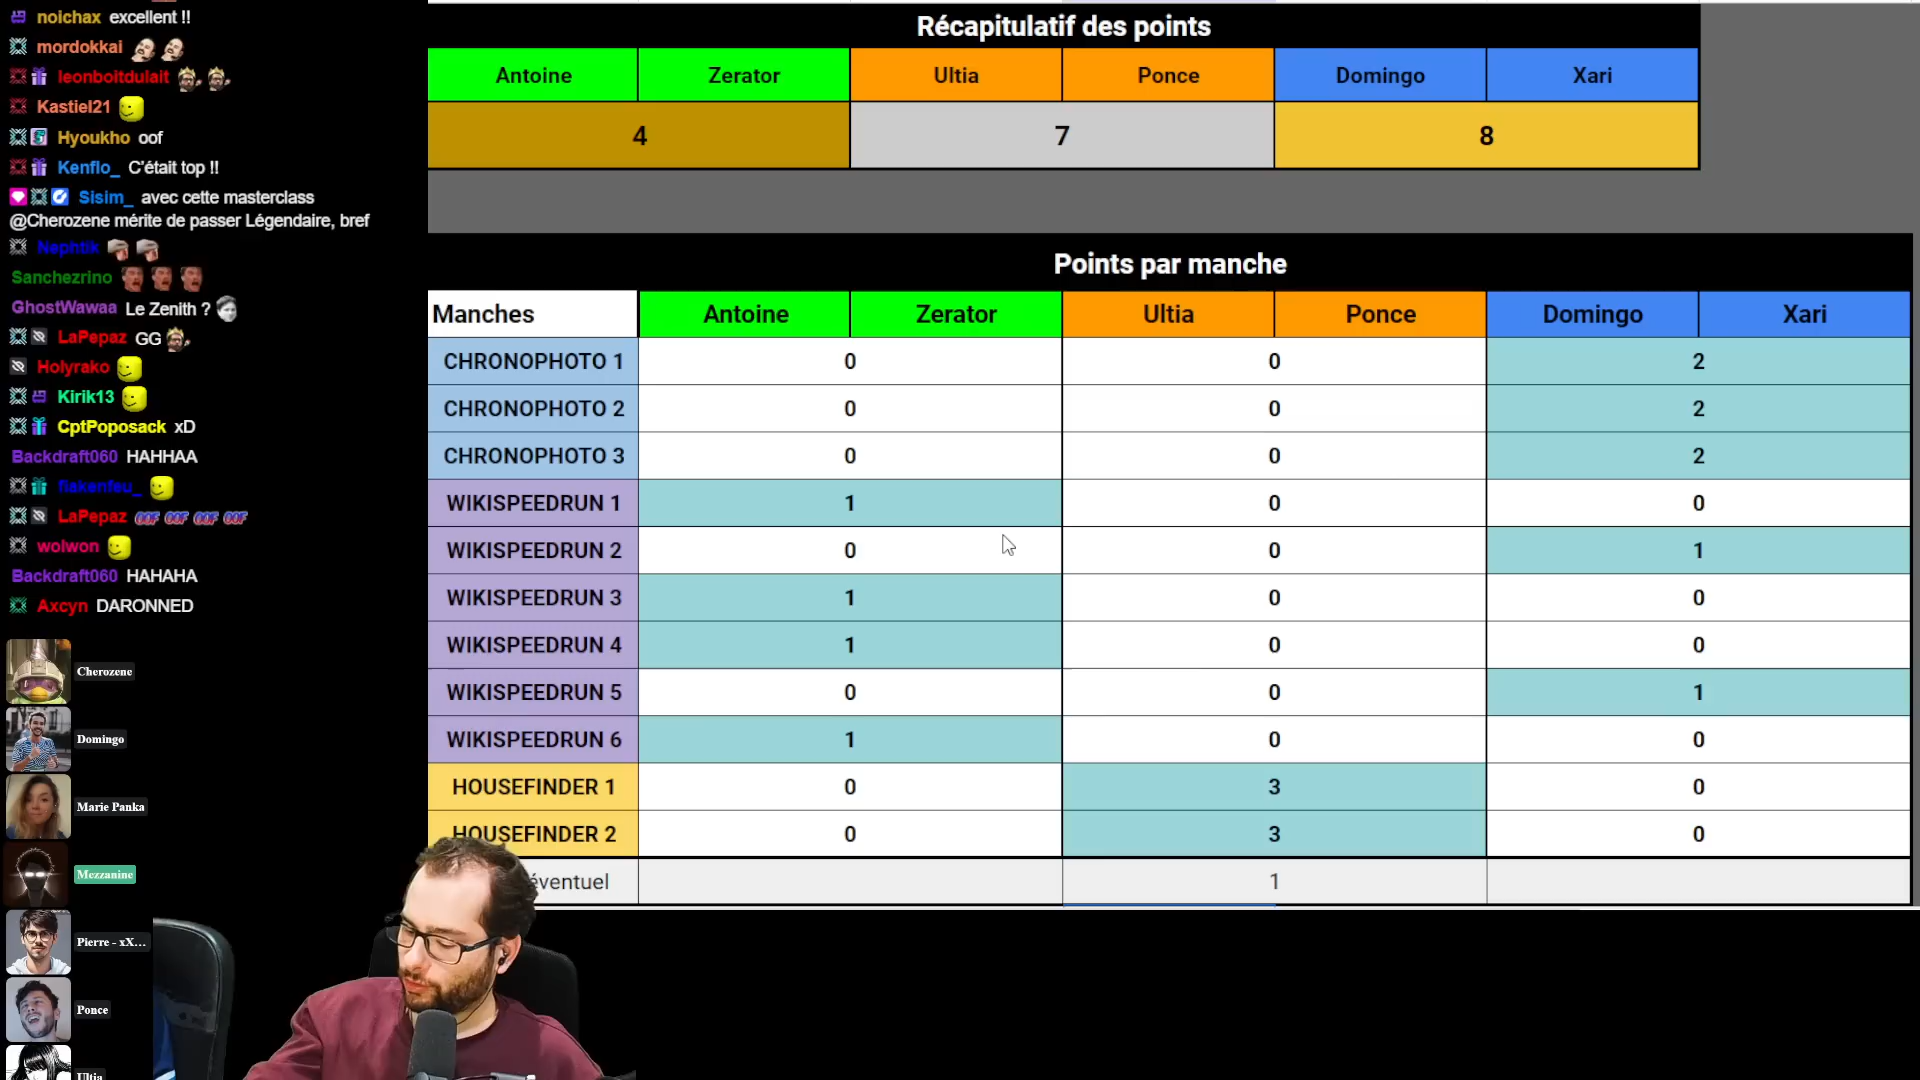 noichax excellent !!
mordokkai
leonboitdulait
Kastiel21
Hyoukho oof
Kenflo_ C'était top !!
Sisim_ avec cette masterclass
@Cherozene mérite de passer Légendaire, bref
Nephtik
Sanchezrino
GhostWawaa Le Zenith ?
LaPepaz GG
Holyrako
Kirik13
CptPoposack xD
Backdraft060 HAHHAA
flakenfeu_
LaPepaz OOF OOF OOF OOF
wolwon
Backdraft060 HAHAHA
Axcyn DARONNED
Cherozene
Domingo
Marie Panka
Mezzanine
Pierre - xX...
Ponce
Ultia
Récapitulatif des points
Antoine Zerator Ultia Ponce Domingo Xari
4 7 8
Points par manche
Manches Antoine Zerator Ultia Ponce Domingo Xari
CHRONOPHOTO 1 0 0 2
CHRONOPHOTO 2 0 0 2
CHRONOPHOTO 3 0 0 2
WIKISPEEDRUN 1 1 0 0
WIKISPEEDRUN 2 0 0 1
WIKISPEEDRUN 3 1 0 0
WIKISPEEDRUN 4 1 0 0
WIKISPEEDRUN 5 0 0 1
WIKISPEEDRUN 6 1 0 0
HOUSEFINDER 1 0 3 0
HOUSEFINDER 2 0 3 0
éventuel 1